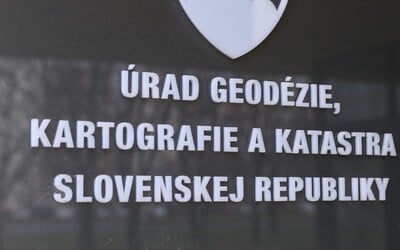 ÚRAD GEODÉZIE,
KARTOGRAFIE A KATASTRA
SLOVENSKEJ REPUBLIKY